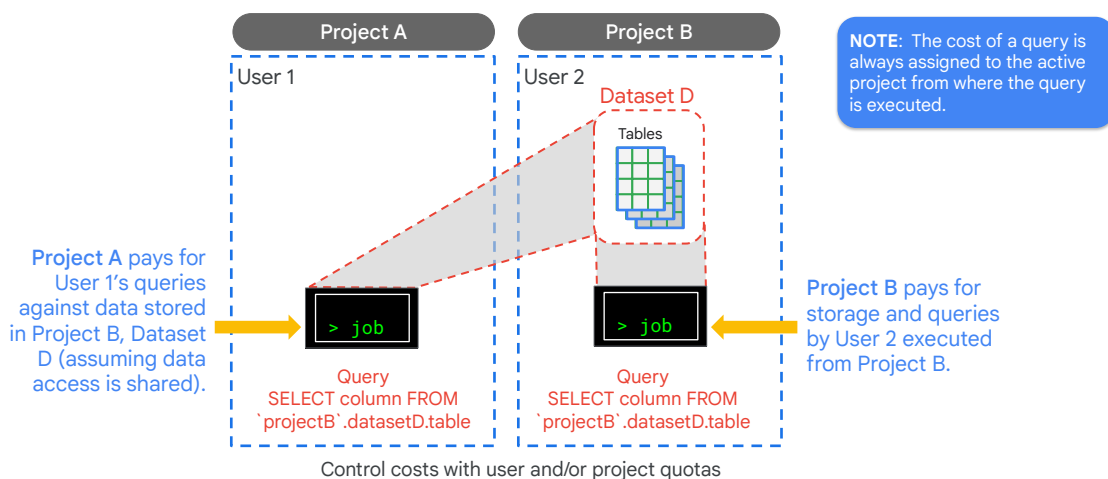 Project A
Project B
NOTE: The cost of a query is
always assigned to the active
project from where the query
is executed.
User 1
User 2
Dataset D
Tables
Project A pays for
User 1's queries
against data stored
in Project B, Dataset
D (assuming data
access is shared).
> job
> job
Project B pays for
storage and queries
by User 2 executed
from Project B.
Query
SELECT column FROM
`projectB`.datasetD.table
Query
SELECT column FROM
`projectB`.datasetD.table
Control costs with user and/or project quotas